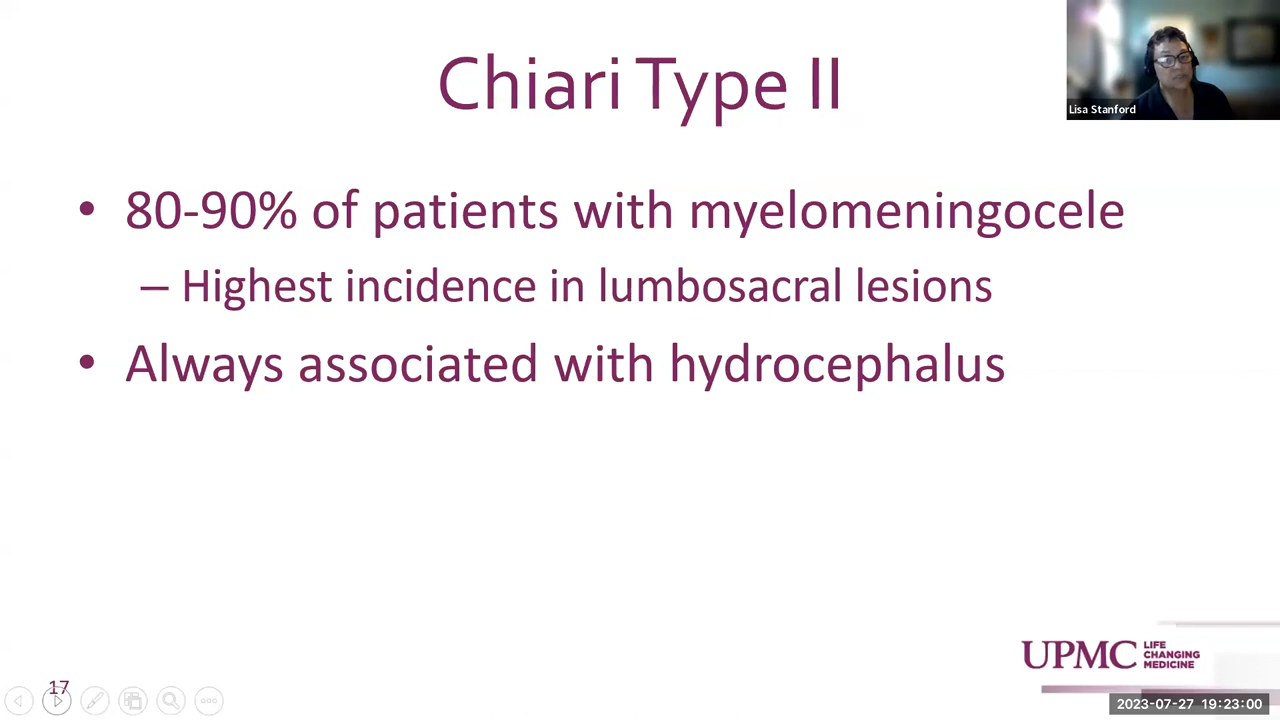 Chiari Type II
Lisa Stanford
• 80-90% of patients with myelomeningocele
– Highest incidence in lumbosacral lesions
• Always associated with hydrocephalus
UPMC LIFE
CHANGING
MEDICINE
17
2023-07-27 19:23:00